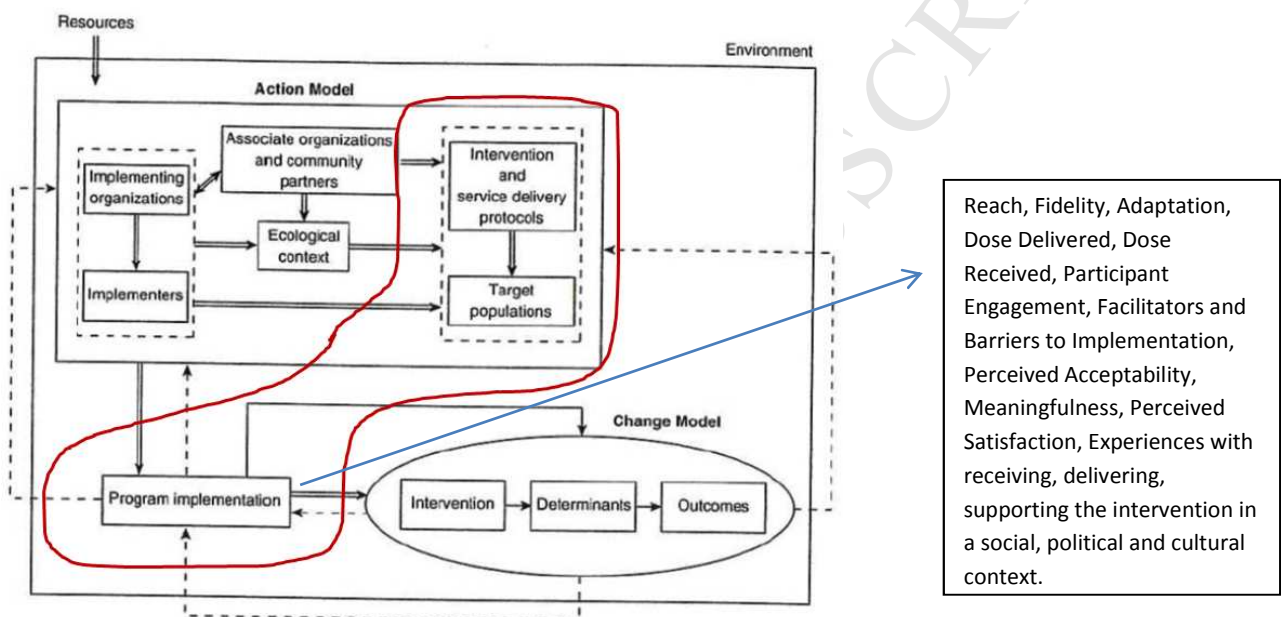 Resources
Environment
Action Model
Associate organizations
and community
partners
Implementing
organizations
Intervention
and
service delivery
protocols
Ecological
context
Implementers
Target
populations
Change Model
Program implementation
Intervention
Determinants
Outcomes
Reach, Fidelity, Adaptation,
Dose Delivered, Dose
Received, Participant
Engagement, Facilitators and
Barriers to Implementation,
Perceived Acceptability,
Meaningfulness, Perceived
Satisfaction, Experiences with
receiving, delivering,
supporting the intervention in
a social, political and cultural
context.
SCR